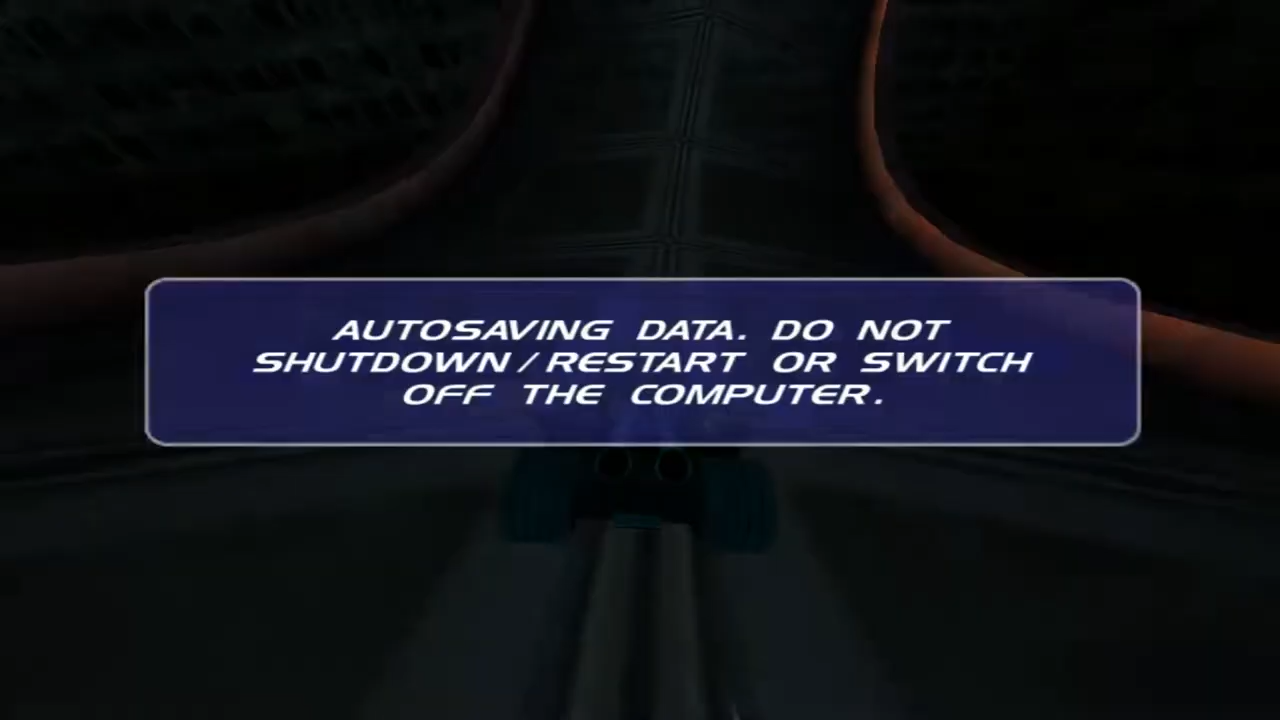 AUTOSAVING DATA. DO NOT
SHUTDOWN/RESTART OR SWITCH
OFF THE COMPUTER.